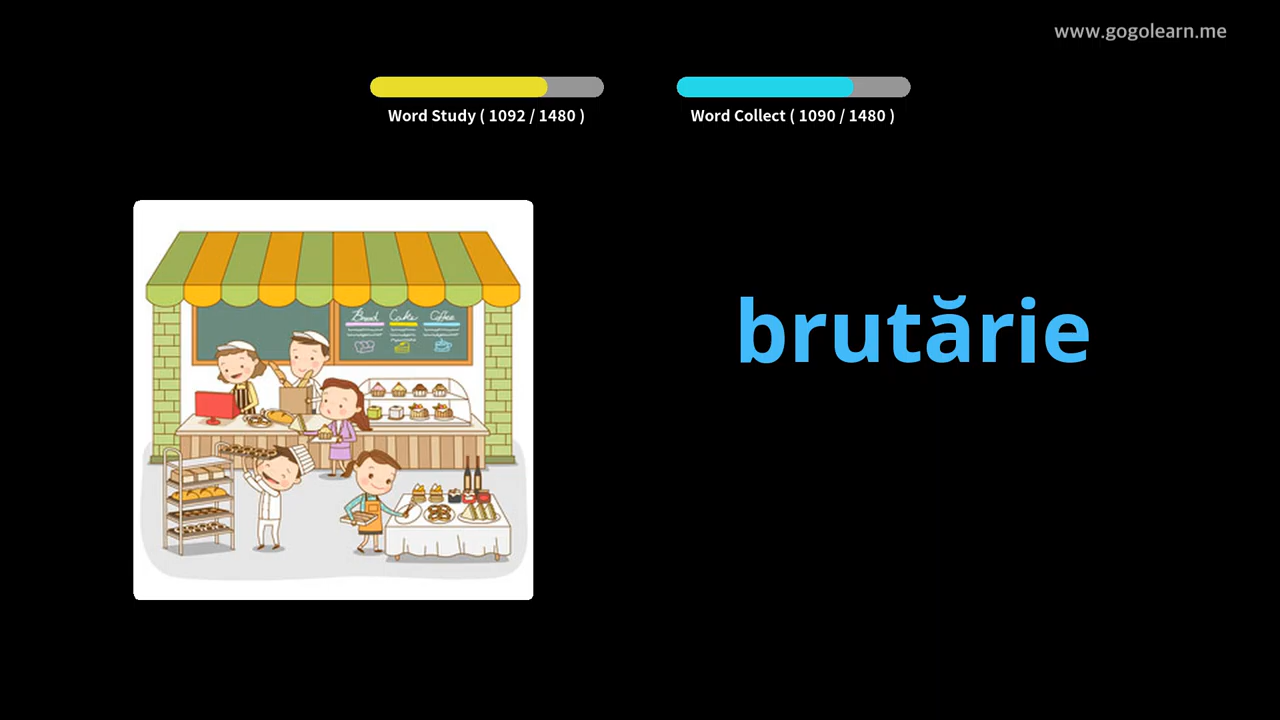 www.gogolearn.me
Word Study ( 1092 / 1480 )
Word Collect ( 1090 / 1480 )
Bread Cake Coffee
brutărie